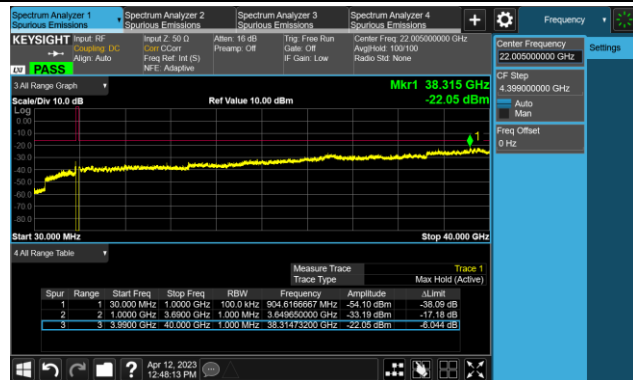 Spectrum Analyzer 1
Spurious Emissions
Spectrum Analyzer 2
Spurious Emissions
Spectrum Analyzer 3
Spurious Emissions
Spectrum Analyzer 4
Spurious Emissions
+
Frequency
KEYSIGHT
Input: RF
Coupling: DC
Align: Auto
Input Z: 50 Ω
Corr CCorr
Freq Ref: Int (S)
NFE: Adaptive
Atten: 16 dB
Preamp: Off
Trig: Free Run
Gate: Off
IF Gain: Low
Center Freq: 22.005000000 GHz
Avg|Hold: 100/100
Radio Std: None
LXI PASS
Center Frequency
22.005000000 GHz
Settings
CF Step
4.399000000 GHz
Auto
Man
Freq Offset
0 Hz
3 All Range Graph
Mkr1 38.315 GHz
Scale/Div 10.0 dB
Ref Value 10.00 dBm
-22.05 dBm
Log
0.00
-10.0
-20.0
-30.0
-40.0
-50.0
-60.0
-70.0
-80.0
1
Start 30.000 MHz
Stop 40.000 GHz
4 All Range Table
Measure Trace Trace 1
Trace Type Max Hold (Active)
Spur Range Start Freq Stop Freq RBW Frequency Amplitude ΔLimit
1 1 30.000 MHz 1.0000 GHz 100.0 kHz 904.6166667 MHz -54.10 dBm -38.09 dB
2 2 1.0000 GHz 3.6900 GHz 1.000 MHz 3.649650000 GHz -33.19 dBm -17.18 dB
3 3 3.9900 GHz 40.000 GHz 1.000 MHz 38.31473200 GHz -22.05 dBm -6.044 dB
?
Apr 12, 2023
12:48:13 PM